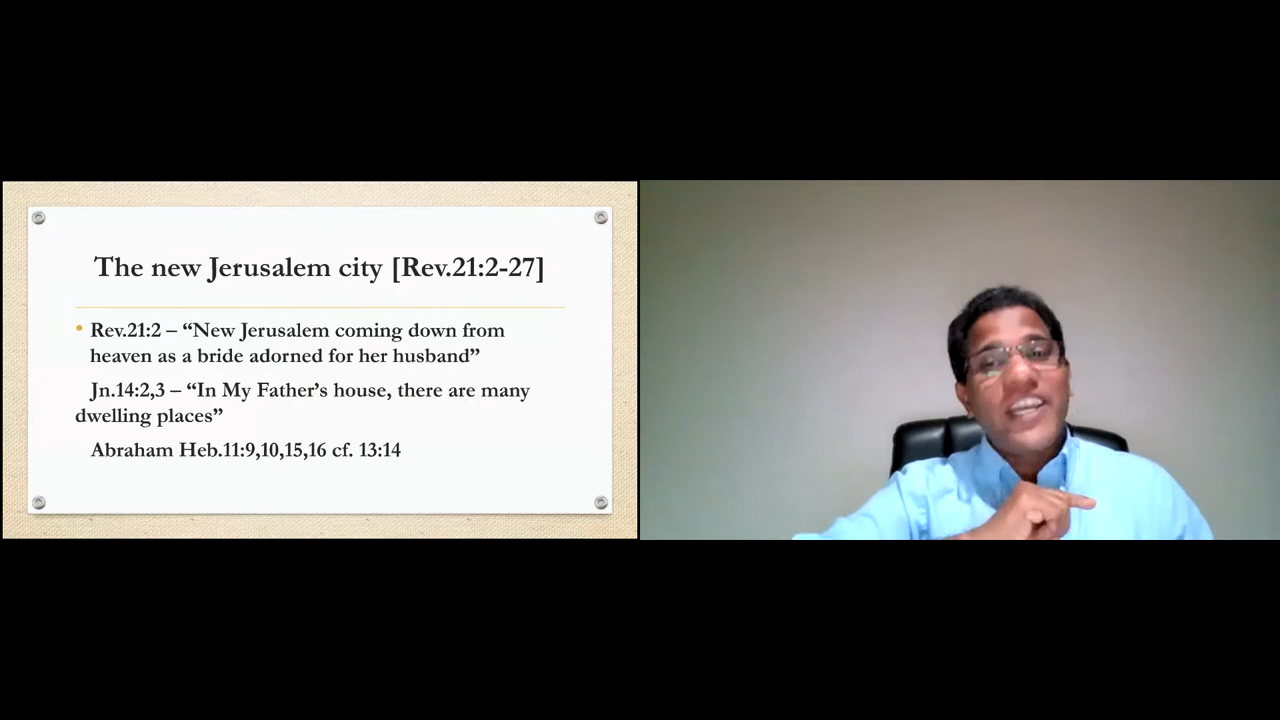 The new Jerusalem city [Rev.21:2-27]
• Rev.21:2 – “New Jerusalem coming down from
heaven as a bride adorned for her husband”
Jn.14:2,3 – “In My Father’s house, there are many
dwelling places”
Abraham Heb.11:9,10,15,16 cf. 13:14